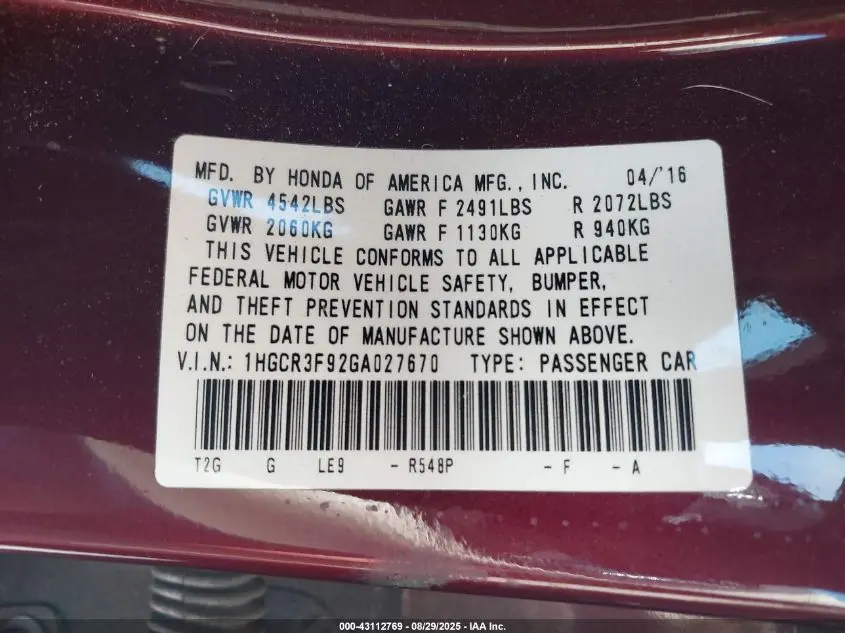 MFD. BY HONDA OF AMERICA MFG., INC. 04/'16
GVWR 4542LBS GAWR F 2491LBS R 2072LBS
GVWR 2060KG GAWR F 1130KG R 940KG
THIS VEHICLE CONFORMS TO ALL APPLICABLE
FEDERAL MOTOR VEHICLE SAFETY, BUMPER,
AND THEFT PREVENTION STANDARDS IN EFFECT
ON THE DATE OF MANUFACTURE SHOWN ABOVE.
V.I.N.: 1HGCR3F92GA027670 TYPE: PASSENGER CAR
T2G G LE9 - R548P - F - A
000-43112769 - 08/29/2025 - IAA Inc.